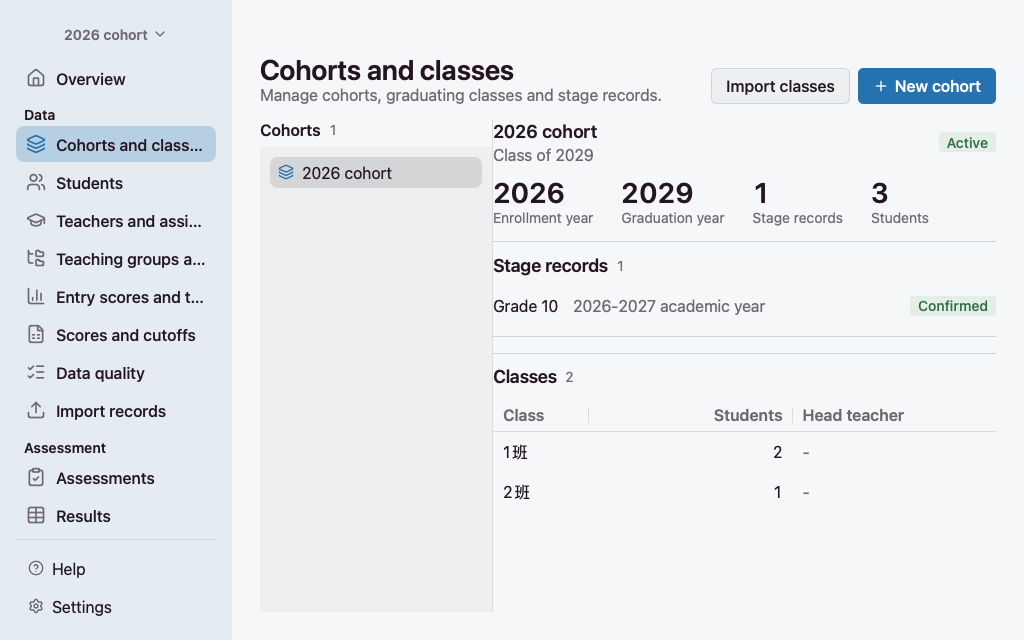 2026 cohort
Overview
Data
Cohorts and class...
Students
Teachers and assi...
Teaching groups a...
Entry scores and t...
Scores and cutoffs
Data quality
Import records
Assessment
Assessments
Results
Help
Settings
Cohorts and classes
Manage cohorts, graduating classes and stage records.
Import classes
+ New cohort
Cohorts 1
2026 cohort
2026 cohort
Class of 2029
Active
2026 2029 1 3
Enrollment year Graduation year Stage records Students
Stage records 1
Grade 10 2026-2027 academic year Confirmed
Classes 2
Class Students Head teacher
1班 2 -
2班 1 -